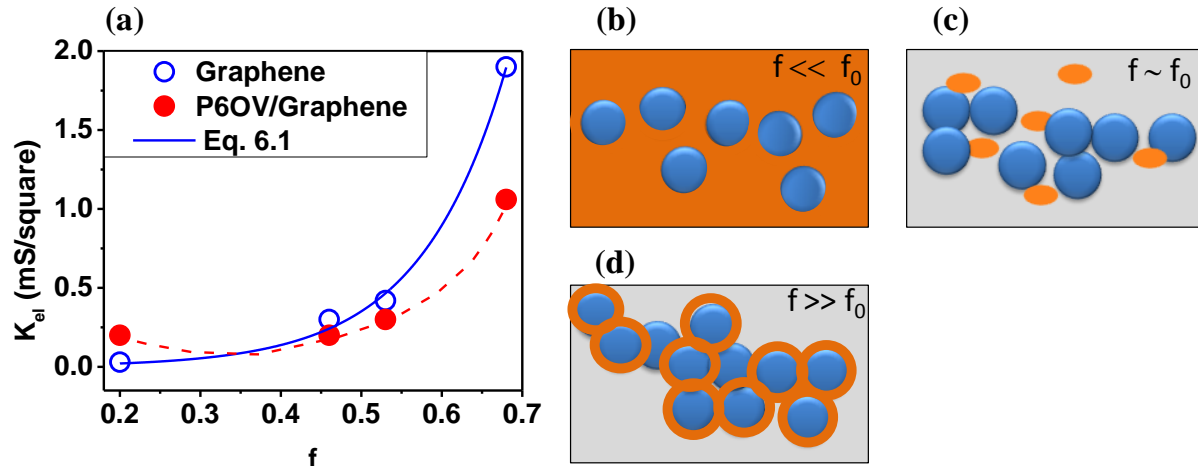 (a)
2.0
1.5
1.0
0.5
0.0
K_el (mS/square)
Graphene
P6OV/Graphene
Eq. 6.1
0.2 0.3 0.4 0.5 0.6 0.7
f
(b)
f << f₀
(c)
f ~ f₀
(d)
f >> f₀